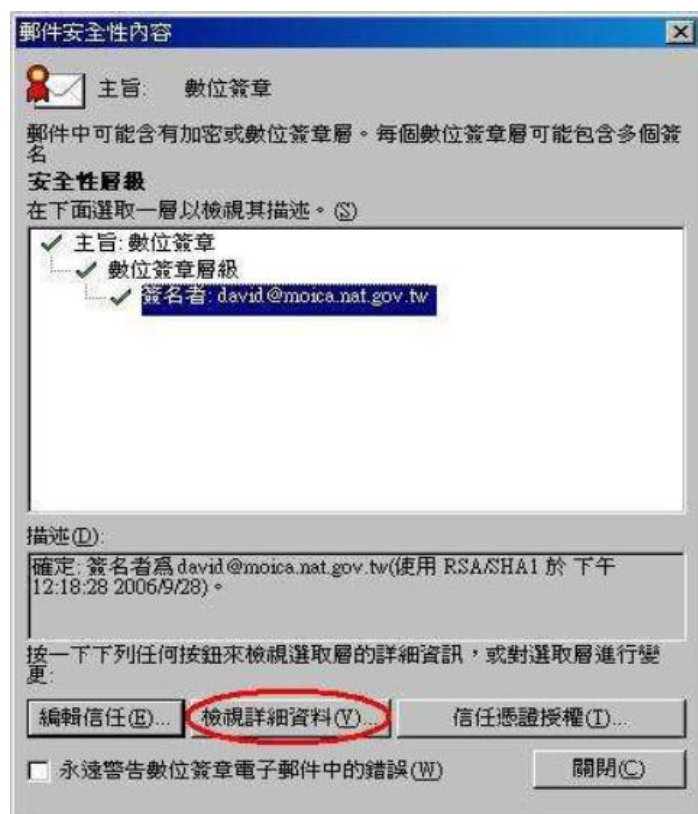 郵件安全性內容
主旨: 數位簽章
郵件中可能含有加密或數位簽章層。每個數位簽章層可能包含多個簽
名
安全性層級
在下面選取一層以檢視其描述。(S)
主旨: 數位簽章
數位簽章層級
簽名者: david@moica.nat.gov.tw
描述(D):
確定: 簽名者為 david@moica.nat.gov.tw(使用 RSA/SHA1 於 下午
12:18:28 2006/9/28)。
按一下下列任何按鈕來檢視選取層的詳細資訊，或對選取層進行變
更:
編輯信任(E)... 檢視詳細資料(V)... 信任憑證授權(T)...
永遠警告數位簽章電子郵件中的錯誤(W) 關閉(C)